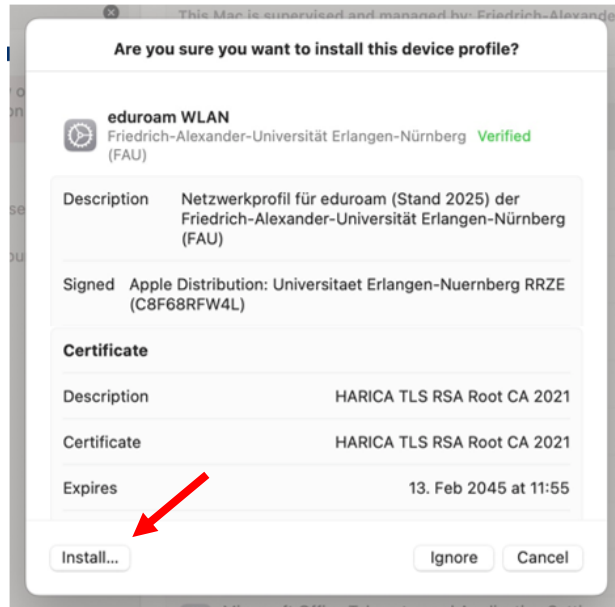 This Mac is supervised and managed by: Friedrich-Alexande
Are you sure you want to install this device profile?
eduroam WLAN
Friedrich-Alexander-Universität Erlangen-Nürnberg Verified
(FAU)
Description Netzwerkprofil für eduroam (Stand 2025) der
Friedrich-Alexander-Universität Erlangen-Nürnberg
(FAU)
Signed Apple Distribution: Universitaet Erlangen-Nuernberg RRZE
(C8F68RFW4L)
Certificate
Description HARICA TLS RSA Root CA 2021
Certificate HARICA TLS RSA Root CA 2021
Expires 13. Feb 2045 at 11:55
Install... Ignore Cancel